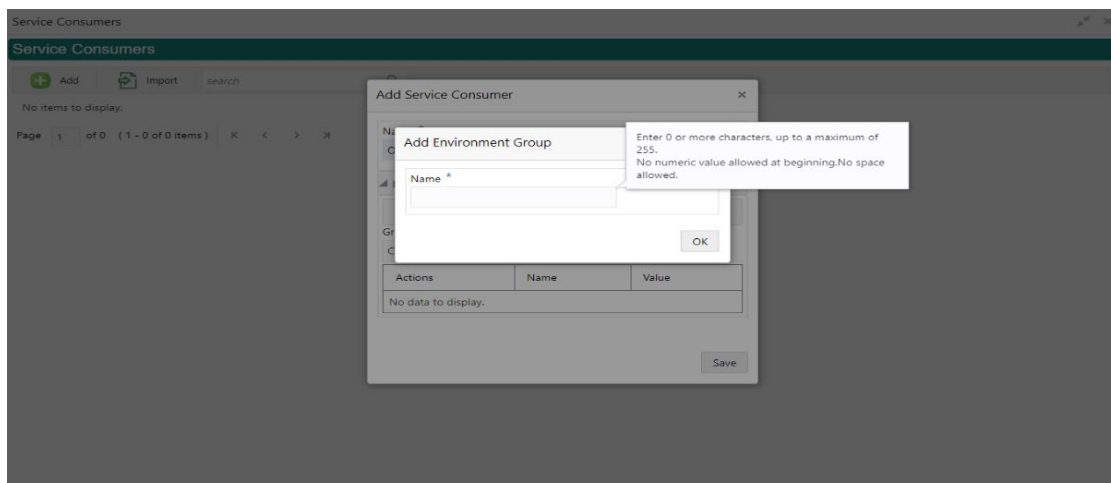 Service Consumers
Service Consumers
Add Import search
No items to display.
Page 1 of 0 (1 - 0 of 0 items) K < > X
Add Service Consumer ×
Add Environment Group
Name *
Enter 0 or more characters, up to a maximum of
255.
No numeric value allowed at beginning.No space
allowed.
OK
Actions Name Value
No data to display.
Save